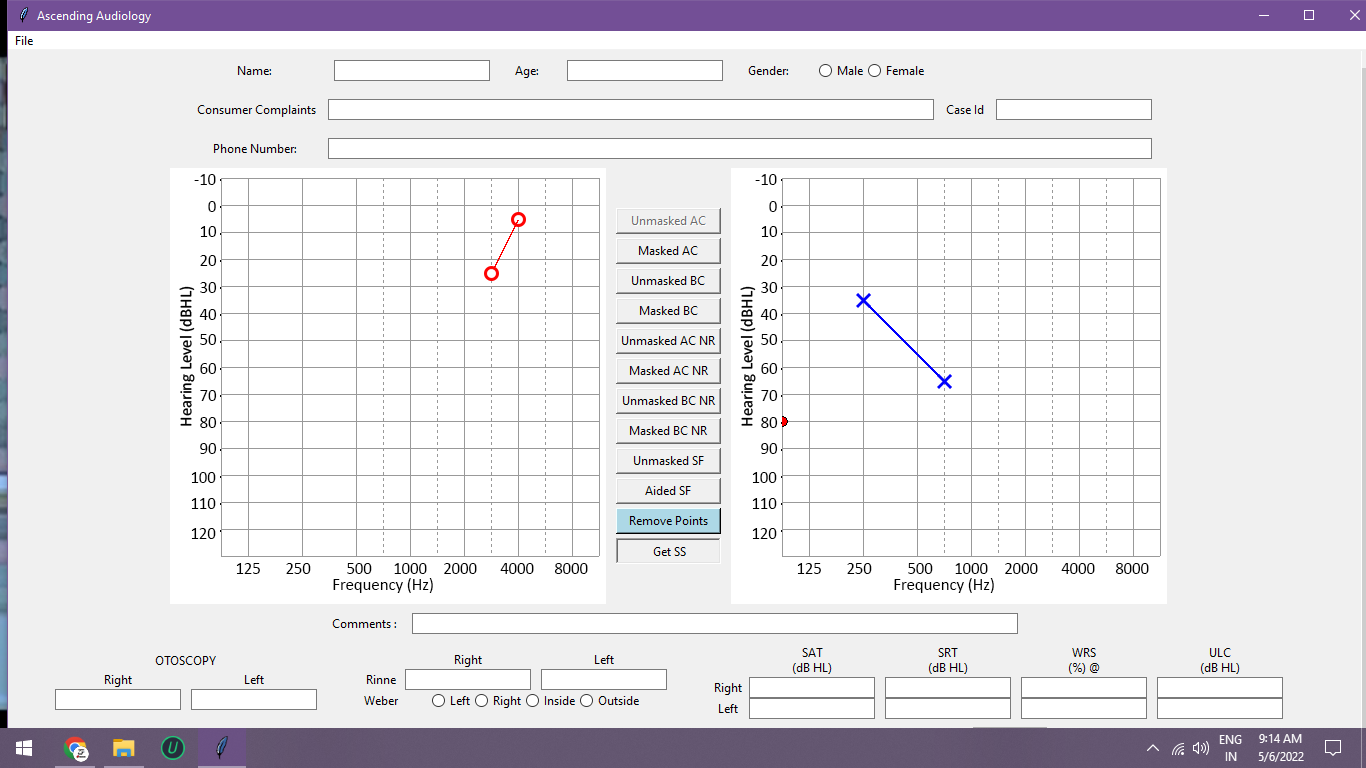 Ascending Audiology
File
Name: Age: Gender: Male Female
Consumer Complaints Case Id
Phone Number:
-10
0
10
20
30
40
50
60
70
80
90
100
110
120
Hearing Level (dBHL)
125 250 500 1000 2000 4000 8000
Frequency (Hz)
Unmasked AC
Masked AC
Unmasked BC
Masked BC
Unmasked AC NR
Masked AC NR
Unmasked BC NR
Masked BC NR
Unmasked SF
Aided SF
Remove Points
Get SS
-10
0
10
20
30
40
50
60
70
80
90
100
110
120
Hearing Level (dBHL)
125 250 500 1000 2000 4000 8000
Frequency (Hz)
Comments :
OTOSCOPY
Right Left
Right Left
Rinne
Weber Left Right Inside Outside
SAT SRT WRS ULC
(dB HL) (dB HL) (%) @ (dB HL)
Right
Left
ENG
IN
9:14 AM
5/6/2022